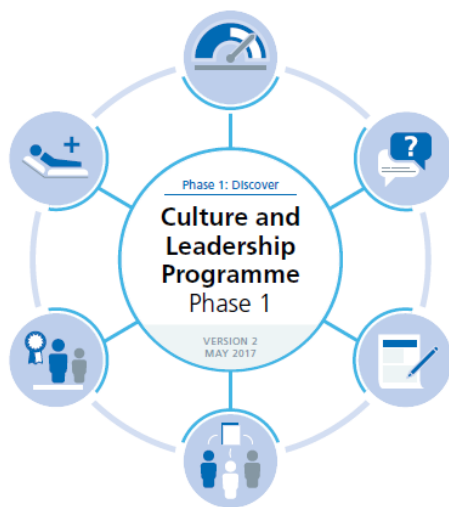 ?
Phase 1: Discover
Culture and
Leadership
Programme
Phase 1
VERSION 2
MAY 2017